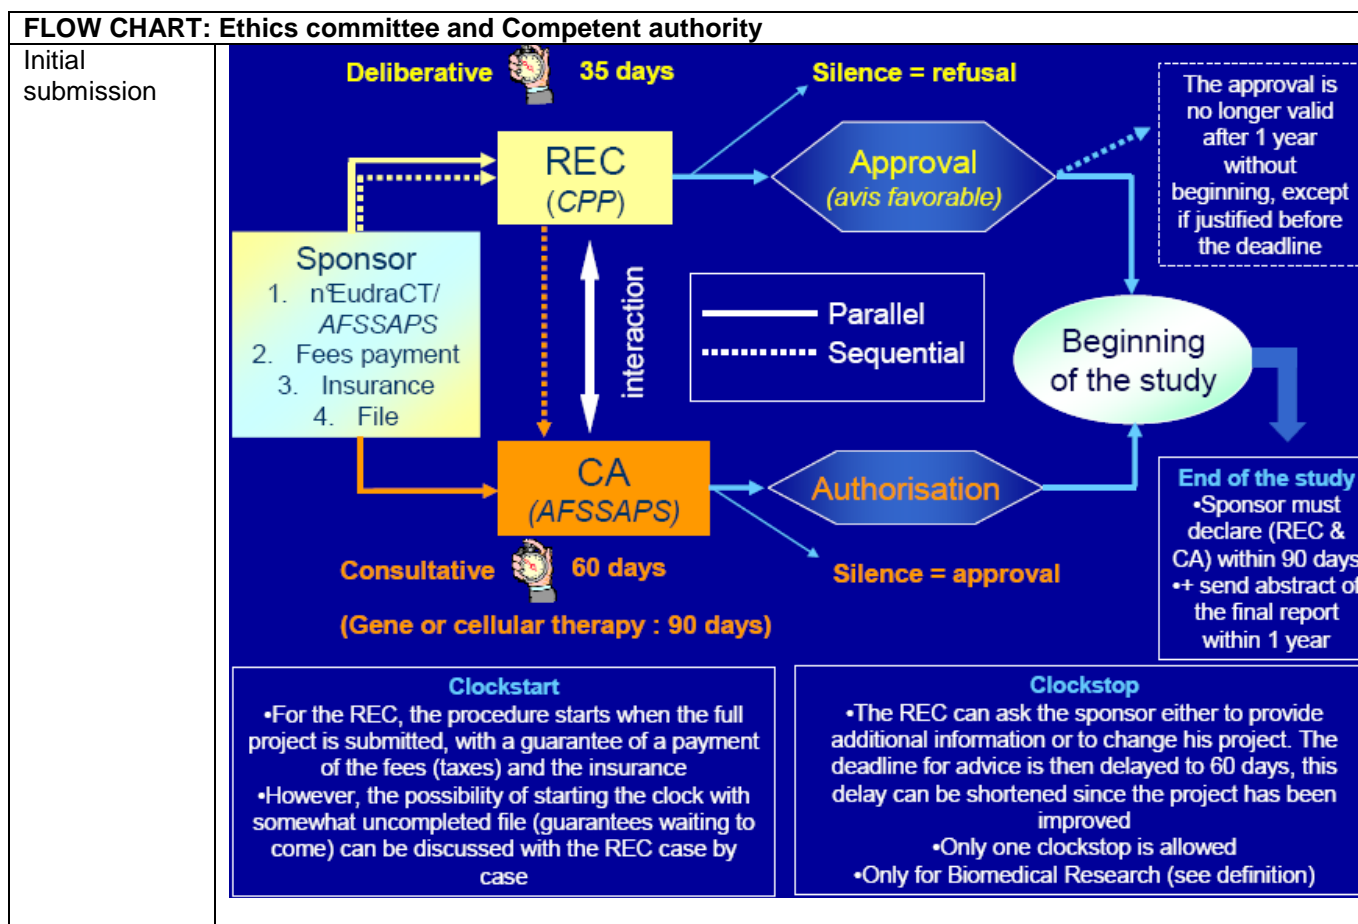 FLOW CHART: Ethics committee and Competent authority
Initial
submission
Deliberative
35 days
Silence = refusal
The approval is
no longer valid
after 1 year
without
beginning, except
if justified before
the deadline
REC
(CPP)
Approval
(avis favorable)
Sponsor
1. n°EudraCT/
AFSSAPS
2. Fees payment
3. Insurance
4. File
interaction
Parallel
Sequential
Beginning
of the study
CA
(AFSSAPS)
Authorisation
End of the study
•Sponsor must
declare (REC &
CA) within 90 days
•+ send abstract of
the final report
within 1 year
Consultative
60 days
Silence = approval
(Gene or cellular therapy : 90 days)
Clockstart
•For the REC, the procedure starts when the full
project is submitted, with a guarantee of a payment
of the fees (taxes) and the insurance
•However, the possibility of starting the clock with
somewhat uncompleted file (guarantees waiting to
come) can be discussed with the REC case by
case
Clockstop
•The REC can ask the sponsor either to provide
additional information or to change his project. The
deadline for advice is then delayed to 60 days, this
delay can be shortened since the project has been
improved
•Only one clockstop is allowed
•Only for Biomedical Research (see definition)